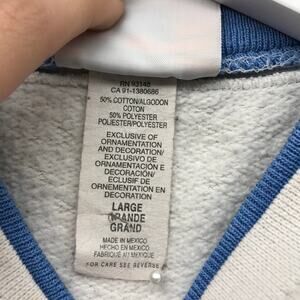 RN 93140
CA 91-1380686
50% COTTON/ALGODON
COTON
50% POLYESTER
POLIESTER/POLYESTER
EXCLUSIVE OF
ORNAMENTATION
AND DECORATION/
EXCLUSIVO DE
ORNAMENTACIÓN E
DECORACIÓN/
ECLUSIF DE
ORNEMENTATION EN
DECORATION
LARGE
GRANDE
GRAND
MADE IN MEXICO
HECHO EN MEXICO
FABRIQUÉ AU MEXIQUE
FOR CARE SEE REVERSE